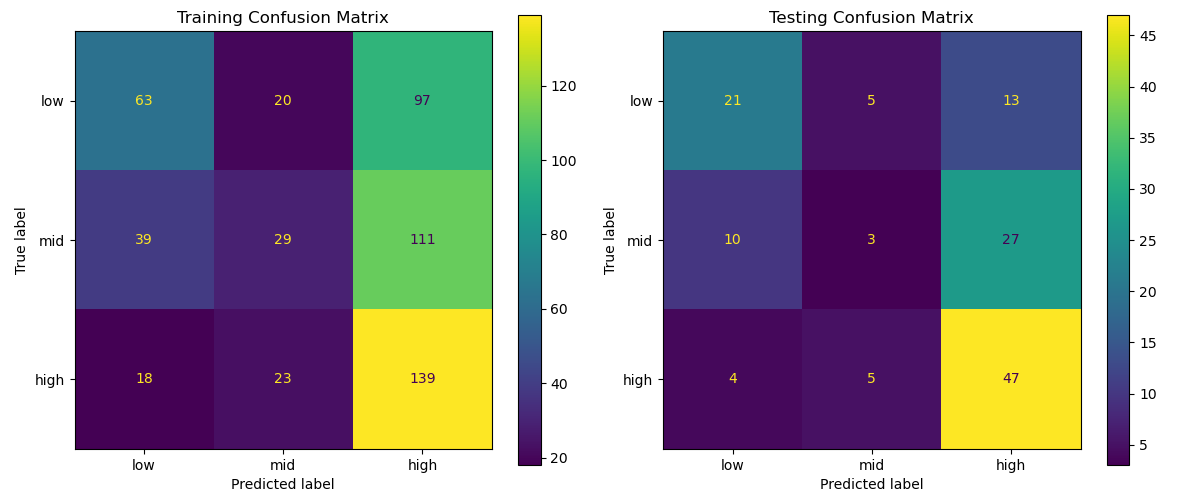 Training Confusion Matrix
True label
low
mid
high
63 20 97
39 29 111
18 23 139
low mid high
Predicted label
120
100
80
60
40
20
Testing Confusion Matrix
True label
low
mid
high
21 5 13
10 3 27
4 5 47
low mid high
Predicted label
45
40
35
30
25
20
15
10
5